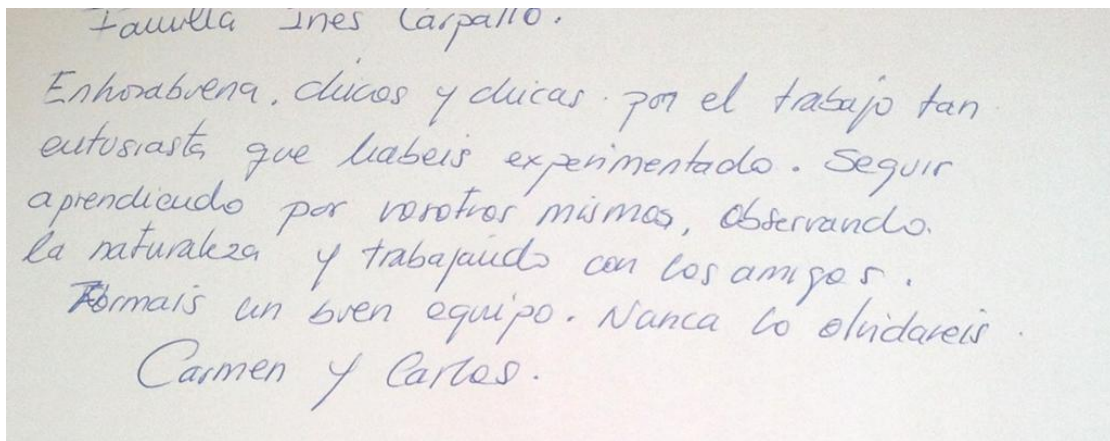 Familia Ines Carpallo.
Enhorabuena, chicos y chicas por el trabajo tan
entusiasta que habeis experimentado. Seguir
aprendiendo por vosotros mismos, observando.
la naturaleza y trabajando con los amigos.
Formais un buen equipo. Nunca lo olvidareis.
Carmen y Carlos.